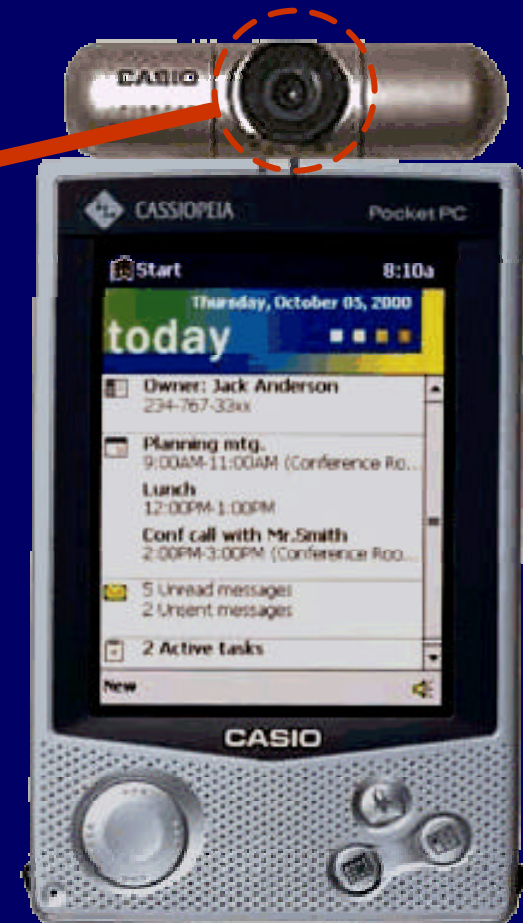 CASIO
CASSIOPEIA Pocket PC
Start 8:10a
Thursday, October 05, 2000
today
Owner: Jack Anderson
234-767-33xx
Planning mtg.
9:00AM-11:00AM (Conference Ro...
Lunch
12:00PM-1:00PM
Conf call with Mr.Smith
2:00PM-3:00PM (Conference Roo...
5 Unread messages
2 Unsent messages
2 Active tasks
New
CASIO